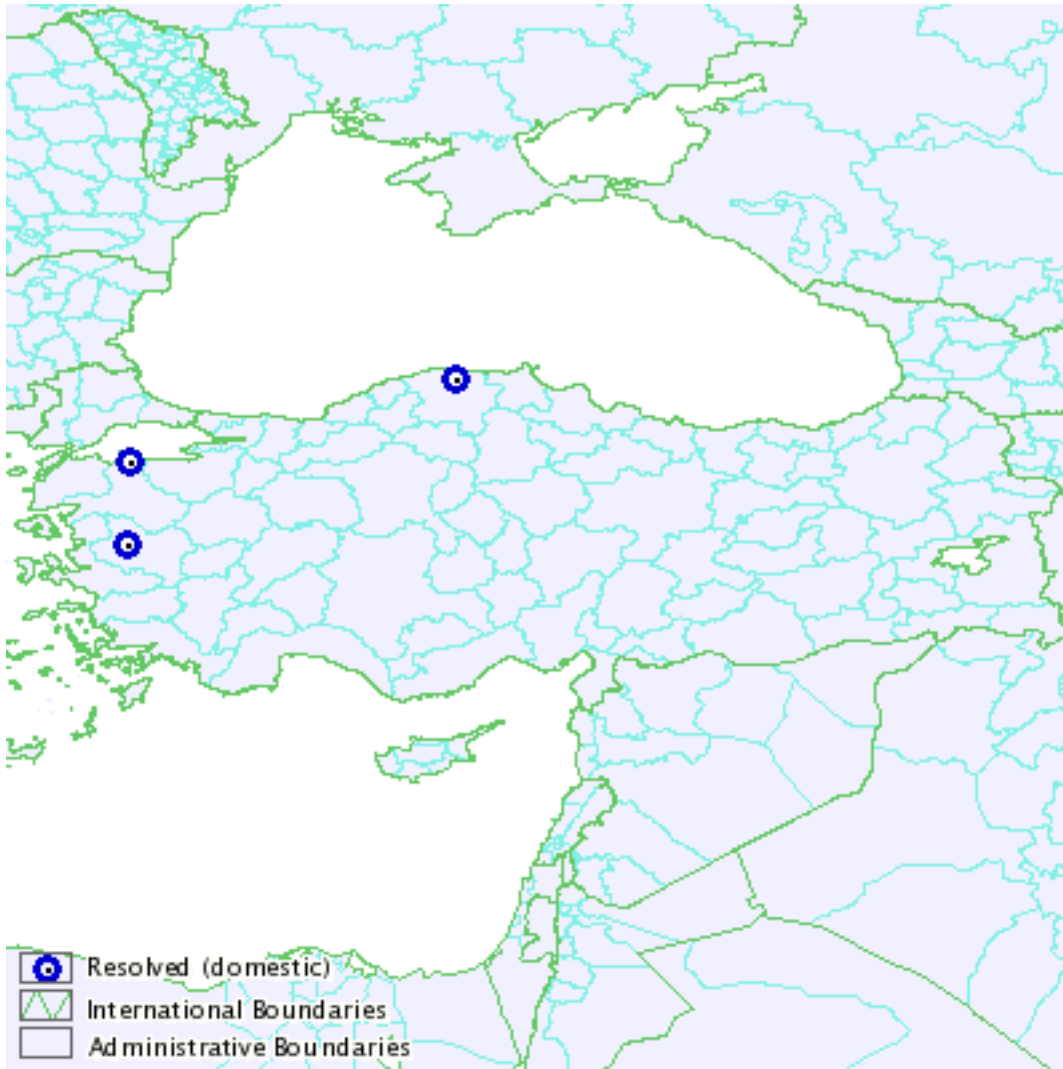 Resolved (domestic)
International Boundaries
Administrative Boundaries